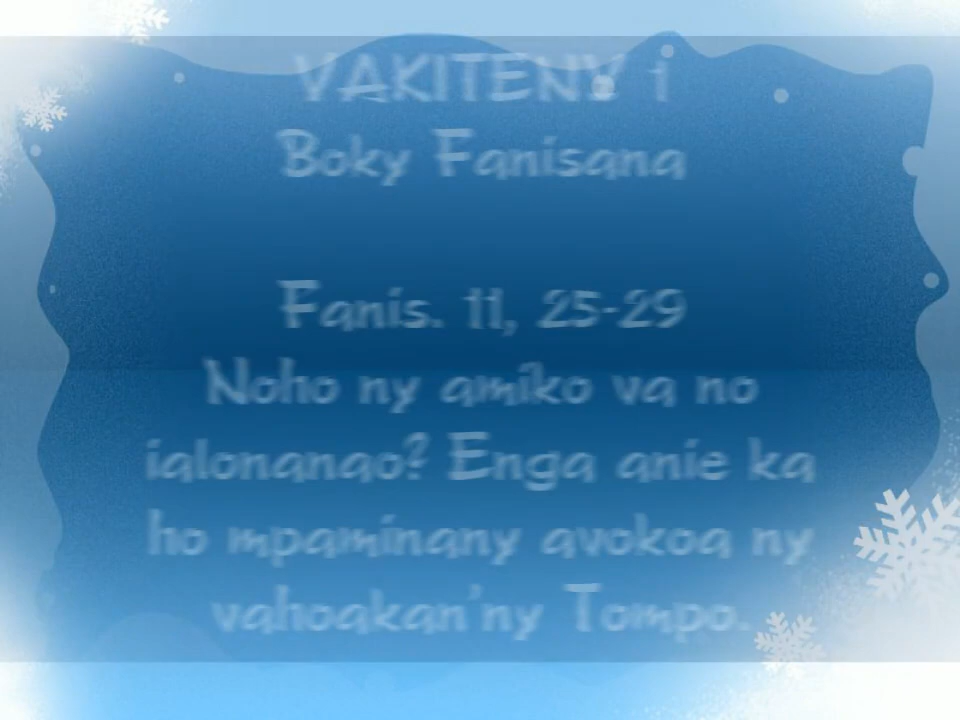 VAKITENY i
Boky Fanisana
Fanis. 11, 25-29
Noho ny amiko va no
ialonanao? Enga anie ka
ho mpaminany avokoa ny
vahoakan'ny Tompo.